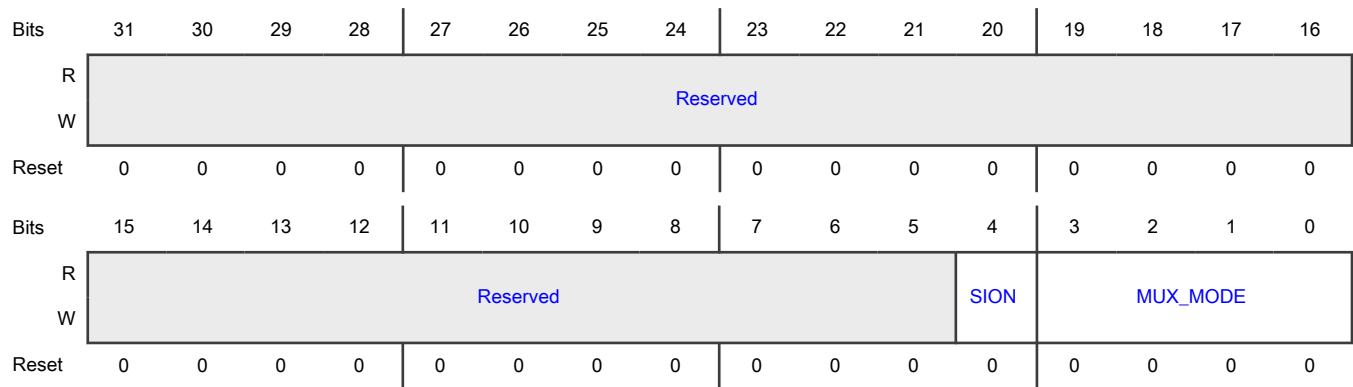 Bits 31 30 29 28 27 26 25 24 23 22 21 20 19 18 17 16
R
Reserved
W
Reset 0 0 0 0 0 0 0 0 0 0 0 0 0 0 0 0
Bits 15 14 13 12 11 10 9 8 7 6 5 4 3 2 1 0
R
Reserved SION MUX_MODE
W
Reset 0 0 0 0 0 0 0 0 0 0 0 0 0 0 0 0